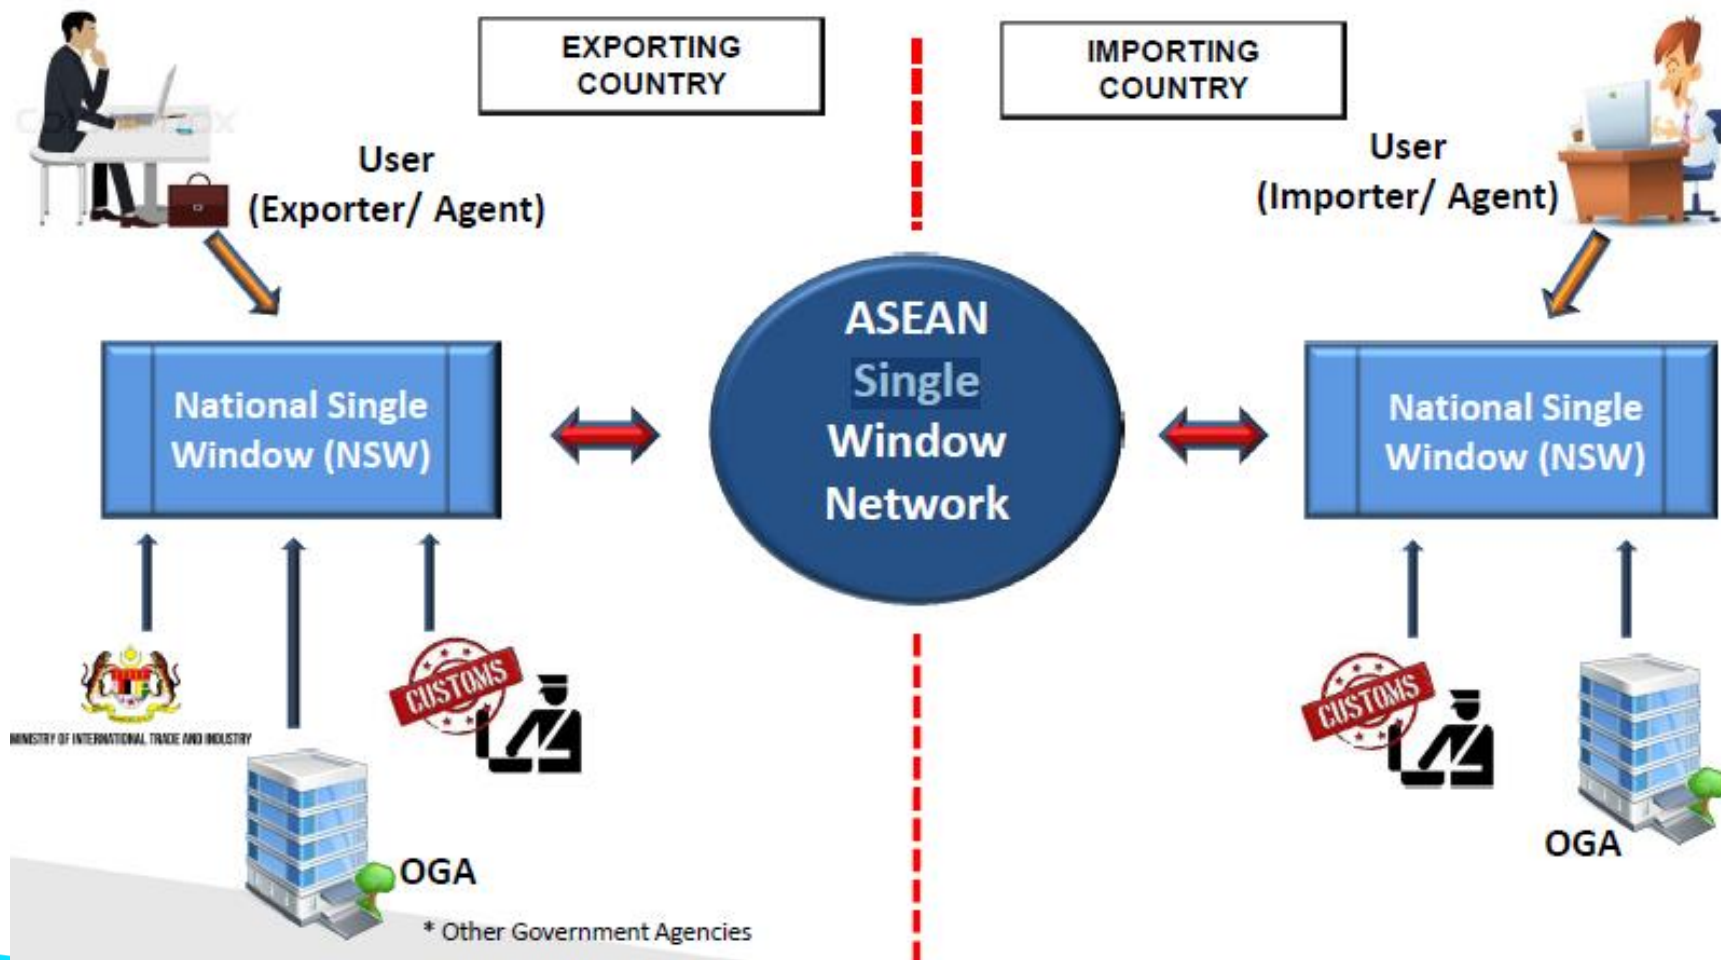 EXPORTING
COUNTRY
IMPORTING
COUNTRY
User
(Exporter/ Agent)
User
(Importer/ Agent)
ASEAN
Single
Window
Network
National Single
Window (NSW)
National Single
Window (NSW)
MINISTRY OF INTERNATIONAL TRADE AND INDUSTRY
CUSTOMS
CUSTOMS
OGA
OGA
* Other Government Agencies